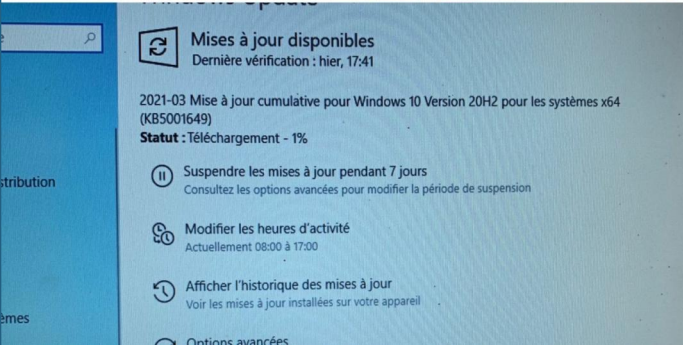 Windows Update
Mises à jour disponibles
Dernière vérification : hier, 17:41
2021-03 Mise à jour cumulative pour Windows 10 Version 20H2 pour les systèmes x64
(KB5001649)
Statut : Téléchargement - 1%
Suspendre les mises à jour pendant 7 jours
Consultez les options avancées pour modifier la période de suspension
stribution
Modifier les heures d'activité
Actuellement 08:00 à 17:00
Afficher l'historique des mises à jour
Voir les mises à jour installées sur votre appareil
èmes
Options avancées